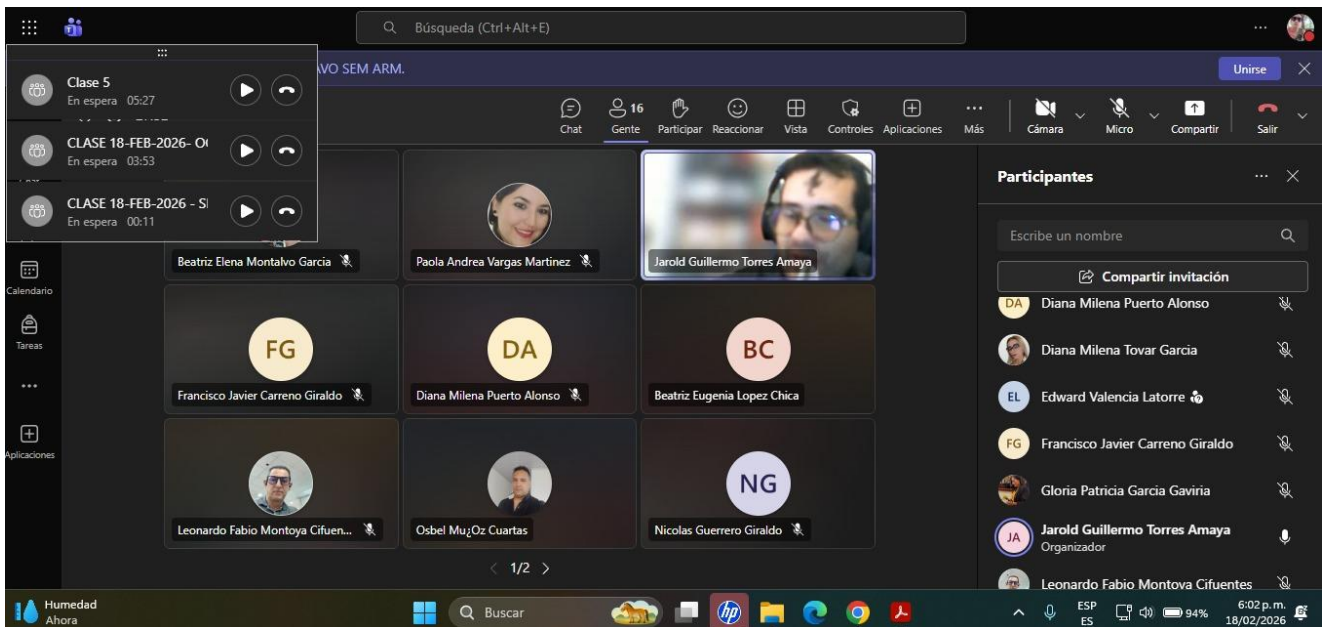 Búsqueda (Ctrl+Alt+E)
VO SEM ARM.
Unirse
Clase 5
En espera 05:27
CLASE 18-FEB-2026- O
En espera 03:53
CLASE 18-FEB-2026 - S
En espera 00:11
Chat
16
Gente
Participar
Reaccionar
Vista
Controles
Aplicaciones
Más
Cámara
Micro
Compartir
Salir
Calendario
Tareas
Aplicaciones
Beatriz Elena Montalvo Garcia
Paola Andrea Vargas Martinez
Jarold Guillermo Torres Amaya
FG
Francisco Javier Carreno Giraldo
DA
Diana Milena Puerto Alonso
BC
Beatriz Eugenia Lopez Chica
Leonardo Fabio Montoya Cifuen...
Osbel Mu¿Oz Cuartas
NG
Nicolas Guerrero Giraldo
1/2
Participantes
Escribe un nombre
Compartir invitación
DA Diana Milena Puerto Alonso
Diana Milena Tovar Garcia
EL Edward Valencia Latorre
FG Francisco Javier Carreno Giraldo
Gloria Patricia Garcia Gaviria
JA Jarold Guillermo Torres Amaya
Organizador
Leonardo Fabio Montoya Cifuentes
Humedad
Ahora
Buscar
hp
ESP
ES
94%
6:02 p. m.
18/02/2026